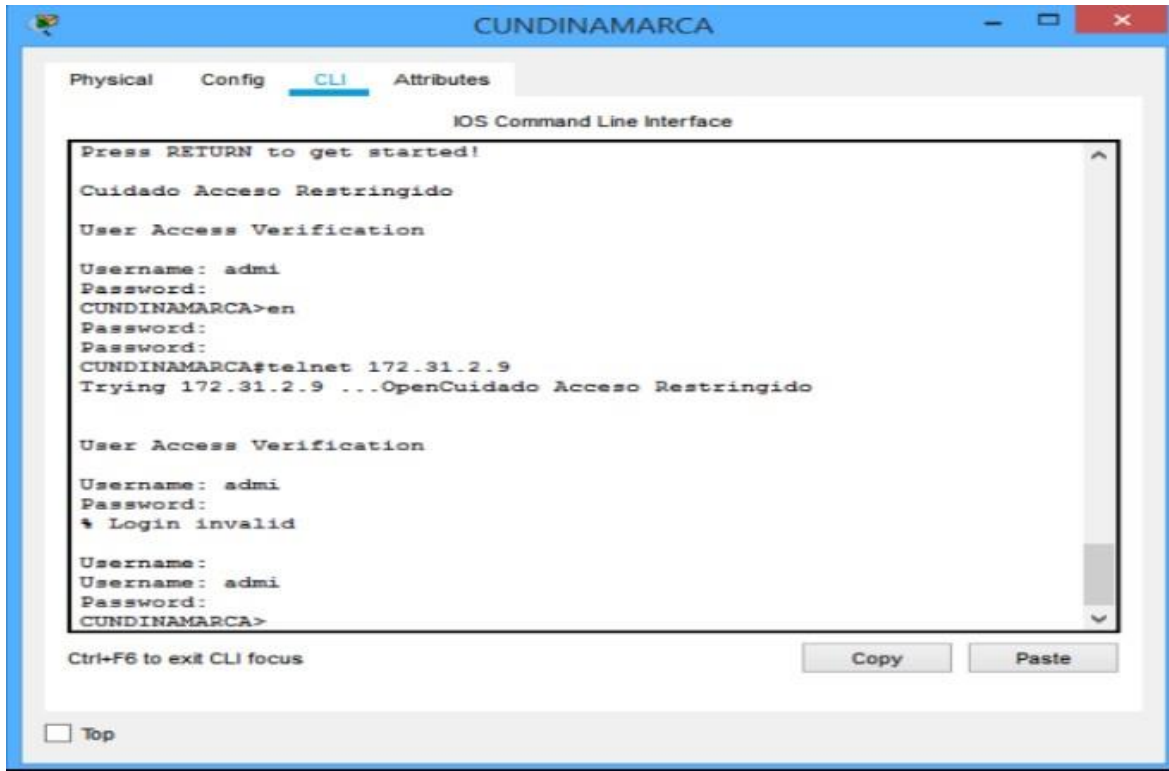 CUNDINAMARCA
Physical Config CLI Attributes
IOS Command Line Interface
Press RETURN to get started!
Cuidado Acceso Restringido
User Access Verification
Username: admi
Password:
CUNDINAMARCA>en
Password:
Password:
CUNDINAMARCA#telnet 172.31.2.9
Trying 172.31.2.9 ...OpenCuidado Acceso Restringido
User Access Verification
Username: admi
Password:
% Login invalid
Username:
Username: admi
Password:
CUNDINAMARCA>
Ctrl+F6 to exit CLI focus
Copy Paste
Top